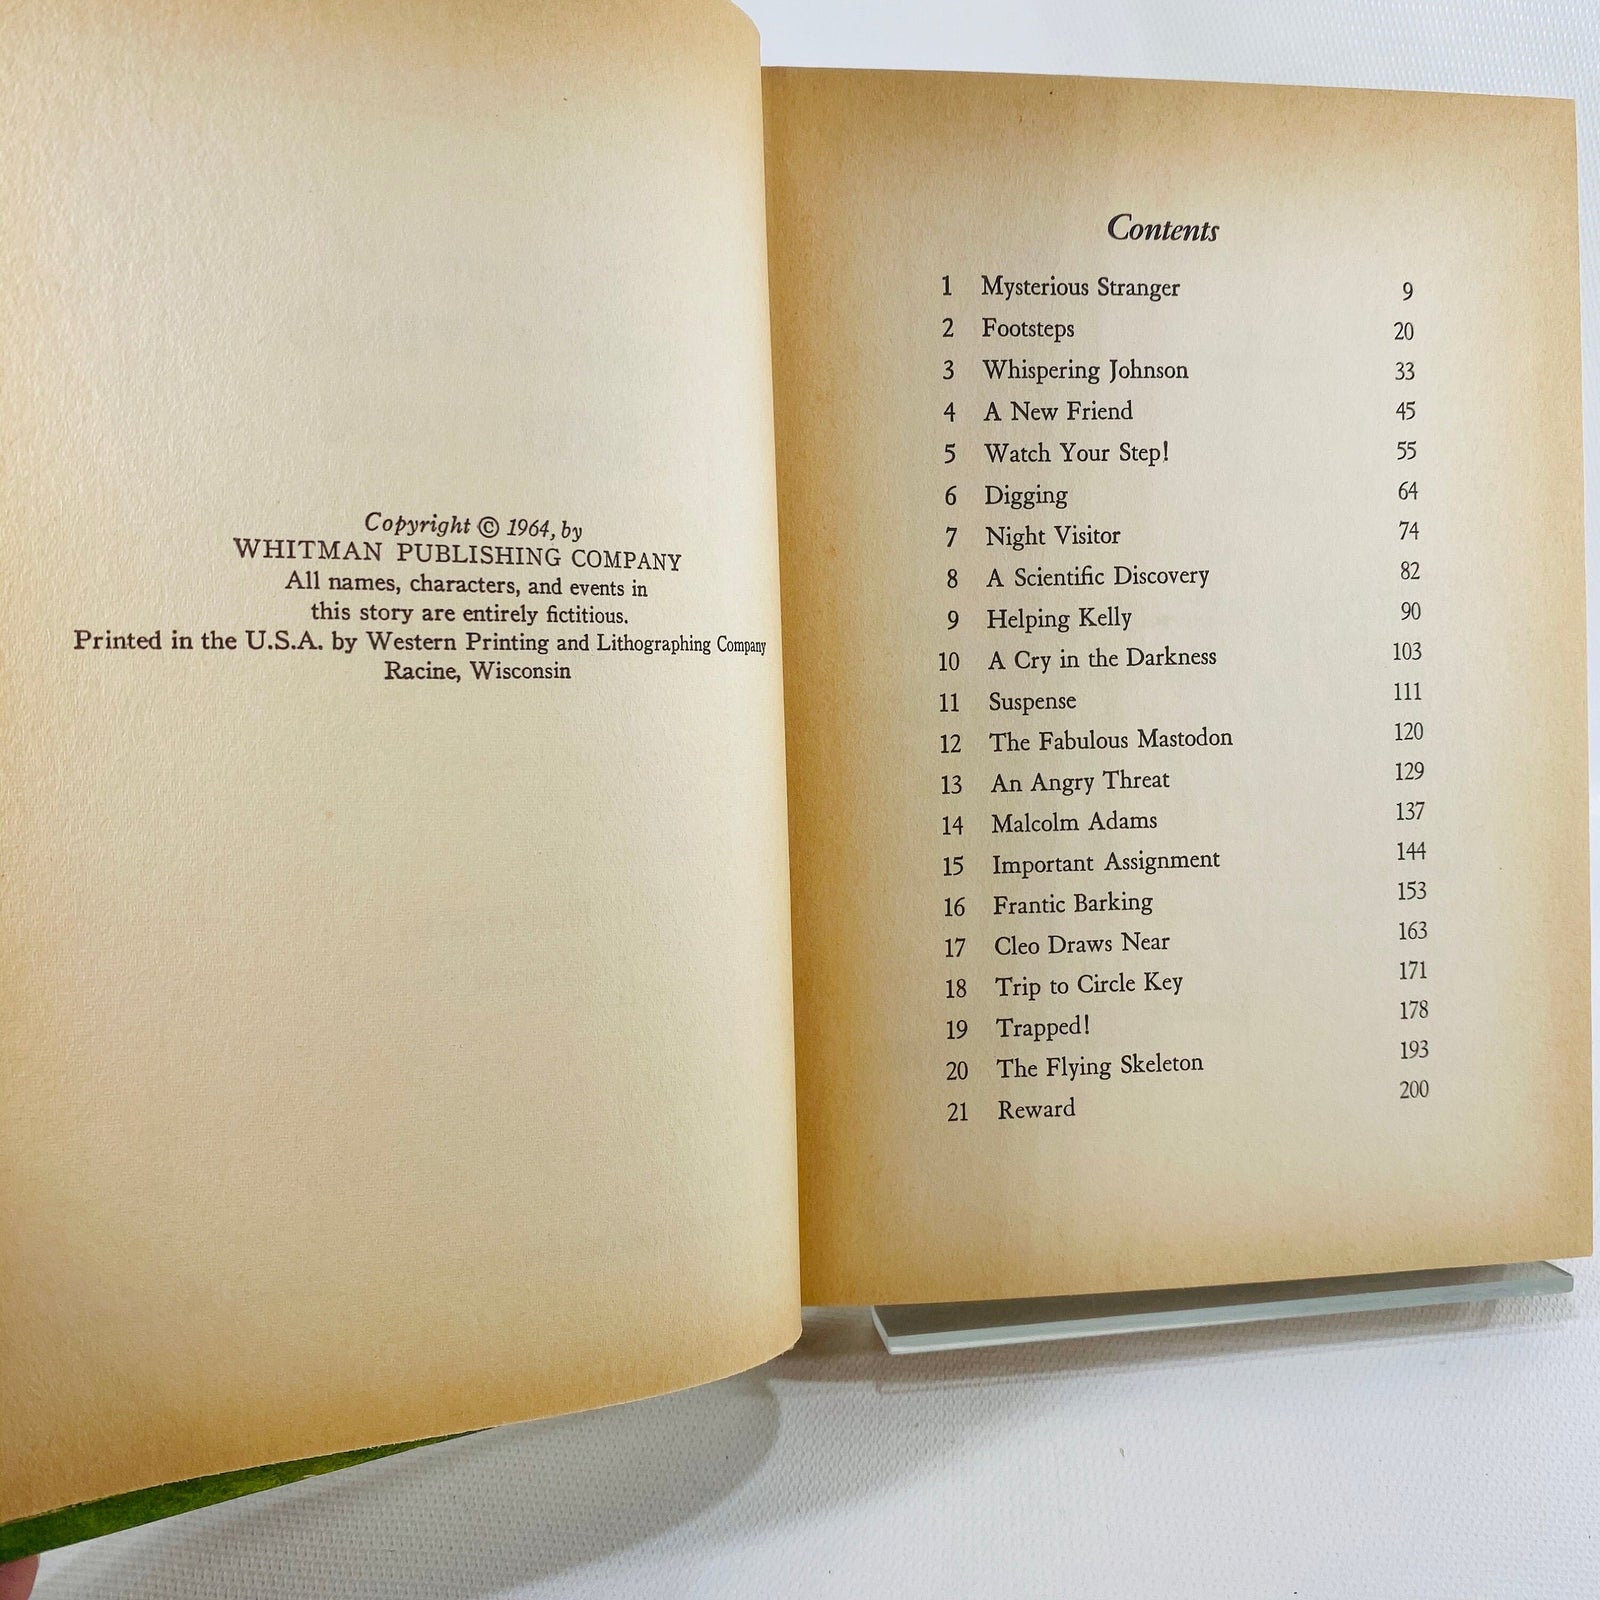 Copyright © 1964, by
WHITMAN PUBLISHING COMPANY
All names, characters, and events in
this story are entirely fictitious.
Printed in the U.S.A. by Western Printing and Lithographing Company
Racine, Wisconsin
Contents
1 Mysterious Stranger 9
2 Footsteps 20
3 Whispering Johnson 33
4 A New Friend 45
5 Watch Your Step! 55
6 Digging 64
7 Night Visitor 74
8 A Scientific Discovery 82
9 Helping Kelly 90
10 A Cry in the Darkness 103
11 Suspense 111
12 The Fabulous Mastodon 120
13 An Angry Threat 129
14 Malcolm Adams 137
15 Important Assignment 144
16 Frantic Barking 153
17 Cleo Draws Near 163
18 Trip to Circle Key 171
19 Trapped! 178
20 The Flying Skeleton 193
21 Reward 200